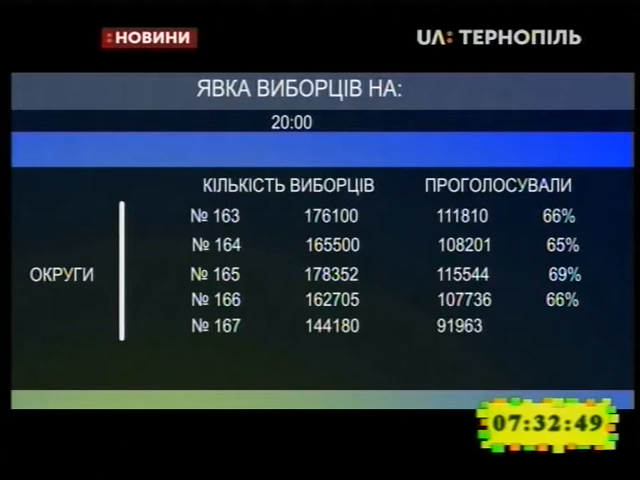 :НОВИНИ
UA: ТЕРНОПІЛЬ
ЯВКА ВИБОРЦІВ НА:
20:00
КІЛЬКІСТЬ ВИБОРЦІВ ПРОГОЛОСУВАЛИ
№ 163 176100 111810 66%
№ 164 165500 108201 65%
ОКРУГИ № 165 178352 115544 69%
№ 166 162705 107736 66%
№ 167 144180 91963
07:32:49